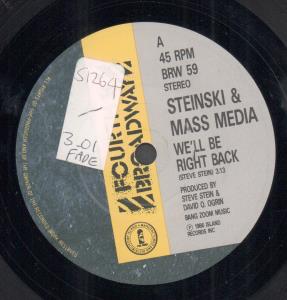 A
45 RPM
BRW 59
STEREO
STEINSKI &
MASS MEDIA
WE'LL BE
RIGHT BACK
(STEVE STEIN) 3.13
PRODUCED BY
STEVE STEIN &
DAVID O. OGRIN
BANG ZOOM MUSIC
℗ 1986 ISLAND
RECORDS INC
FOURTH
BROADWAY
S1264
3.01
FADE